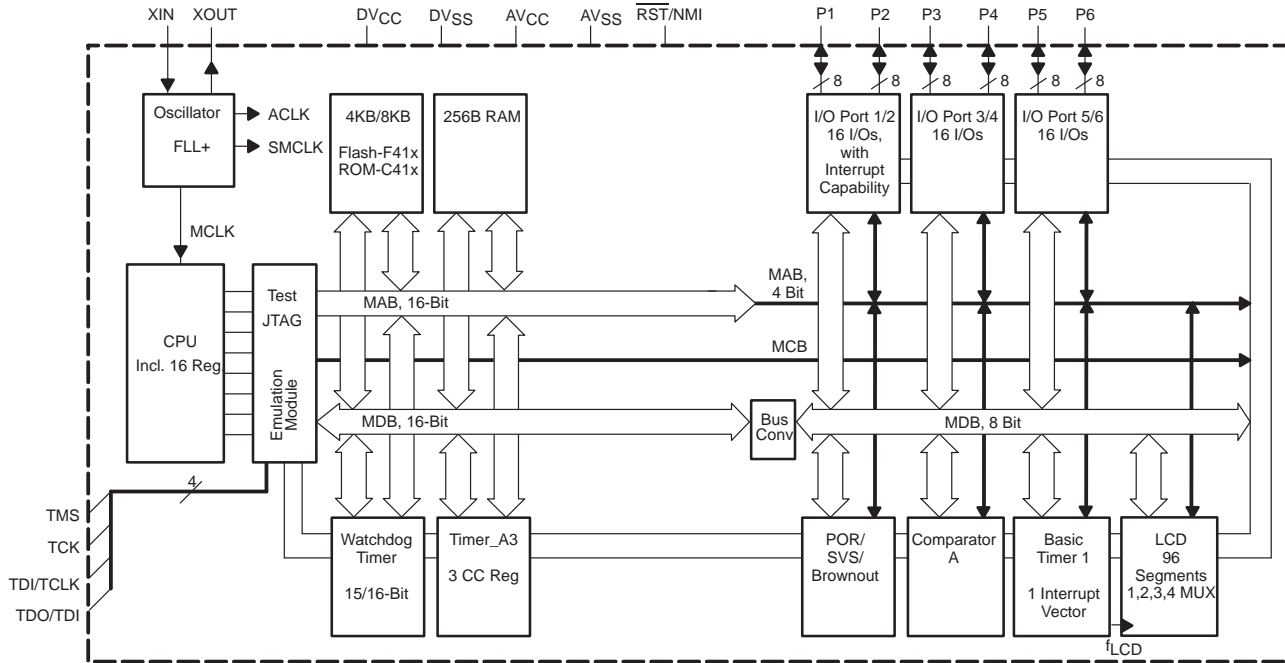 XIN XOUT DVCC DVSS AVCC AVSS RST/NMI P1 P2 P3 P4 P5 P6
8 8 8 8 8 8
Oscillator
FLL+
ACLK
SMCLK
4KB/8KB
Flash-F41x
ROM-C41x
256B RAM
I/O Port 1/2
16 I/Os,
with
Interrupt
Capability
I/O Port 3/4
16 I/Os
I/O Port 5/6
16 I/Os
MCLK
CPU
Incl. 16 Reg.
Test
JTAG
Emulation
Module
MAB, 16-Bit
MAB,
4 Bit
MCB
MDB, 16-Bit
Bus
Conv
MDB, 8 Bit
4
TMS
TCK
TDI/TCLK
TDO/TDI
Watchdog
Timer
15/16-Bit
Timer_A3
3 CC Reg
POR/
SVS/
Brownout
Comparator
A
Basic
Timer 1
1 Interrupt
Vector
LCD
96
Segments
1,2,3,4 MUX
fLCD